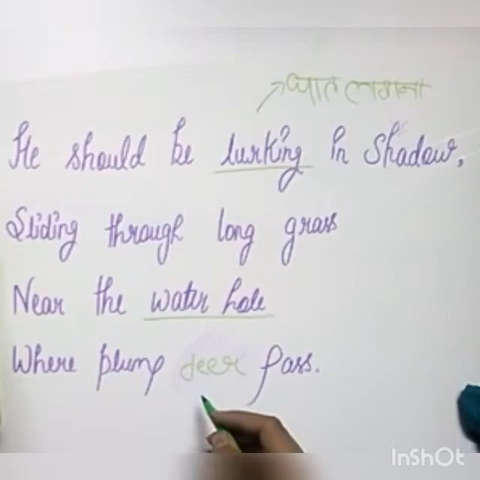 घात लगना
He should be lurking in Shadow,
Sliding through long grass
Near the water hole
Where plump deer pass.
InShOt